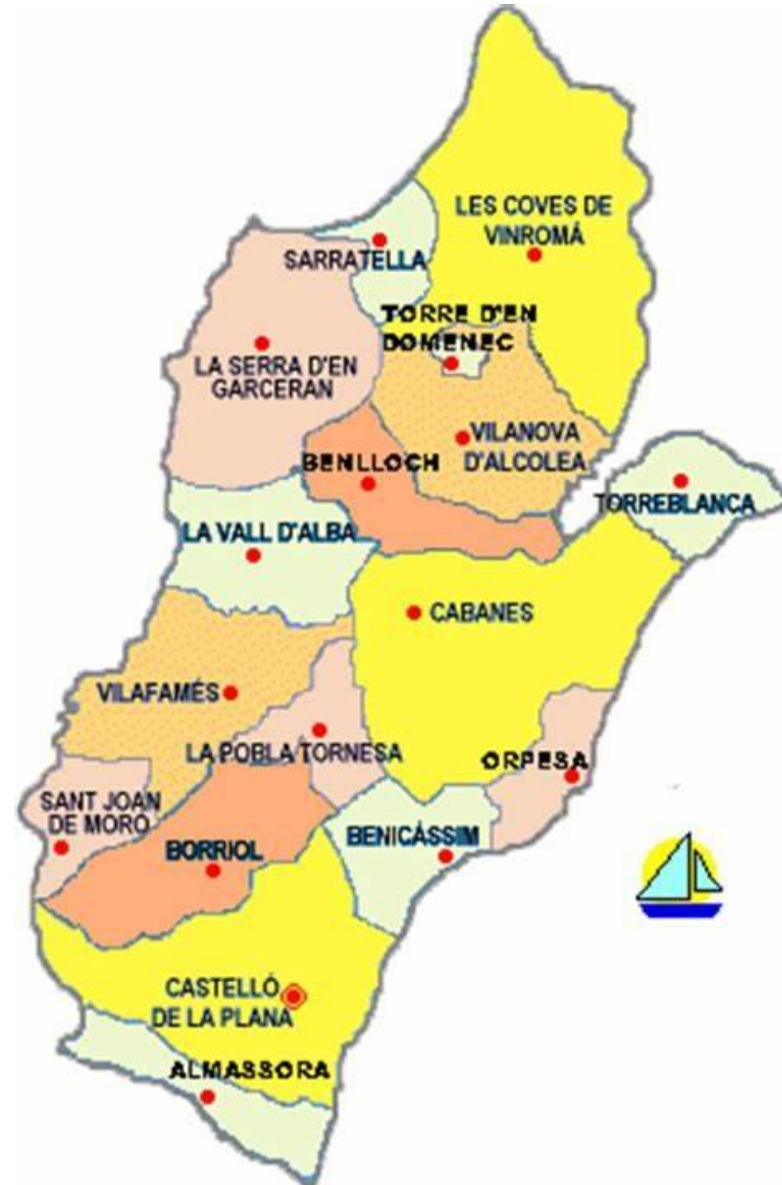 LES COVES DE
VINROMÁ
SARRATELLA
TORRE D'EN
DOMENEC
LA SERRA D'EN
GARCERAN
VILANOVA
D'ALCOLEA
BENLLOCH
TORREBLANCA
LA VALL D'ALBA
CABANES
VILAFAMÉS
LA POBLA TORNESA
ORPESA
SANT JOAN
DE MORÓ
BENICÁSSIM
BORRIOL
CASTELLÓ
DE LA PLANA
ALMASSORA